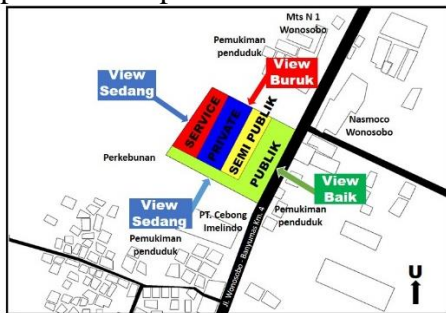 Mts N 1
Wonosobo
Pemukiman
penduduk
View
Buruk
View
Sedang
SERVICE
PRIVATE
SEMI PUBLIK
PUBLIK
Nasmoco
Wonosobo
Perkebunan
View
Sedang
View
Baik
PT. Cebong
Imelindo
Pemukiman
penduduk
Pemukiman
penduduk
Jl. Wonosobo - Banyumas Km. 4
U